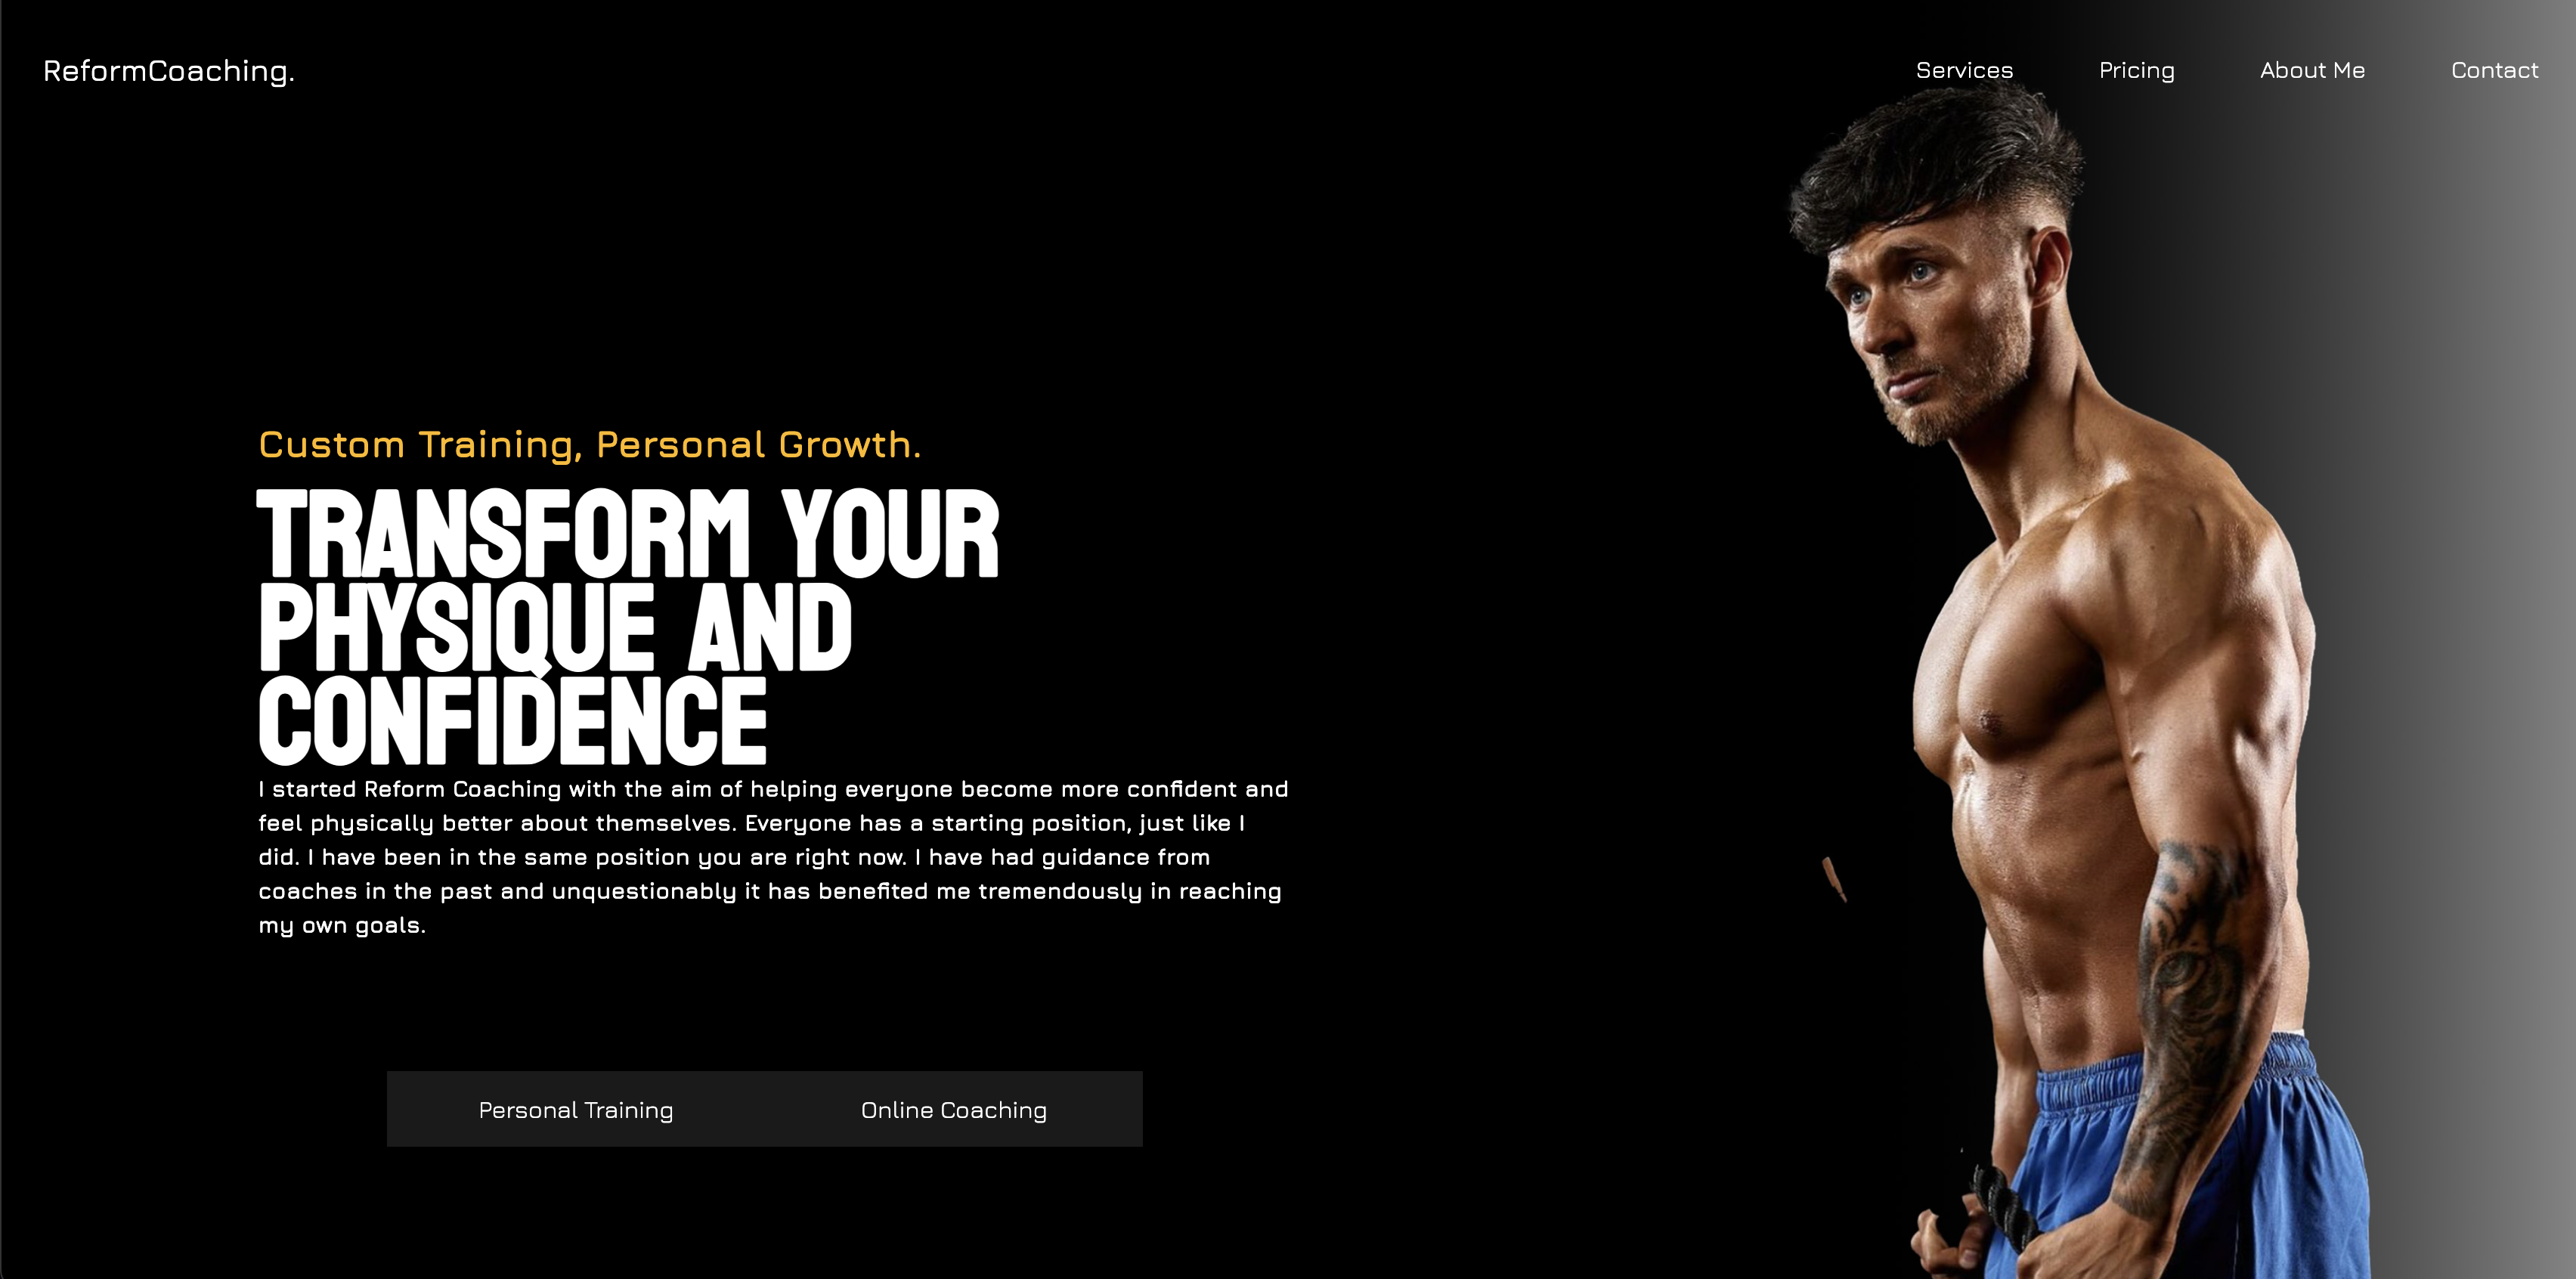 ReformCoaching.
Services Pricing About Me Contact
Custom Training, Personal Growth.
TRANSFORM YOUR
PHYSIQUE AND
CONFIDENCE
I started Reform Coaching with the aim of helping everyone become more confident and
feel physically better about themselves. Everyone has a starting position, just like I
did. I have been in the same position you are right now. I have had guidance from
coaches in the past and unquestionably it has benefited me tremendously in reaching
my own goals.
Personal Training Online Coaching